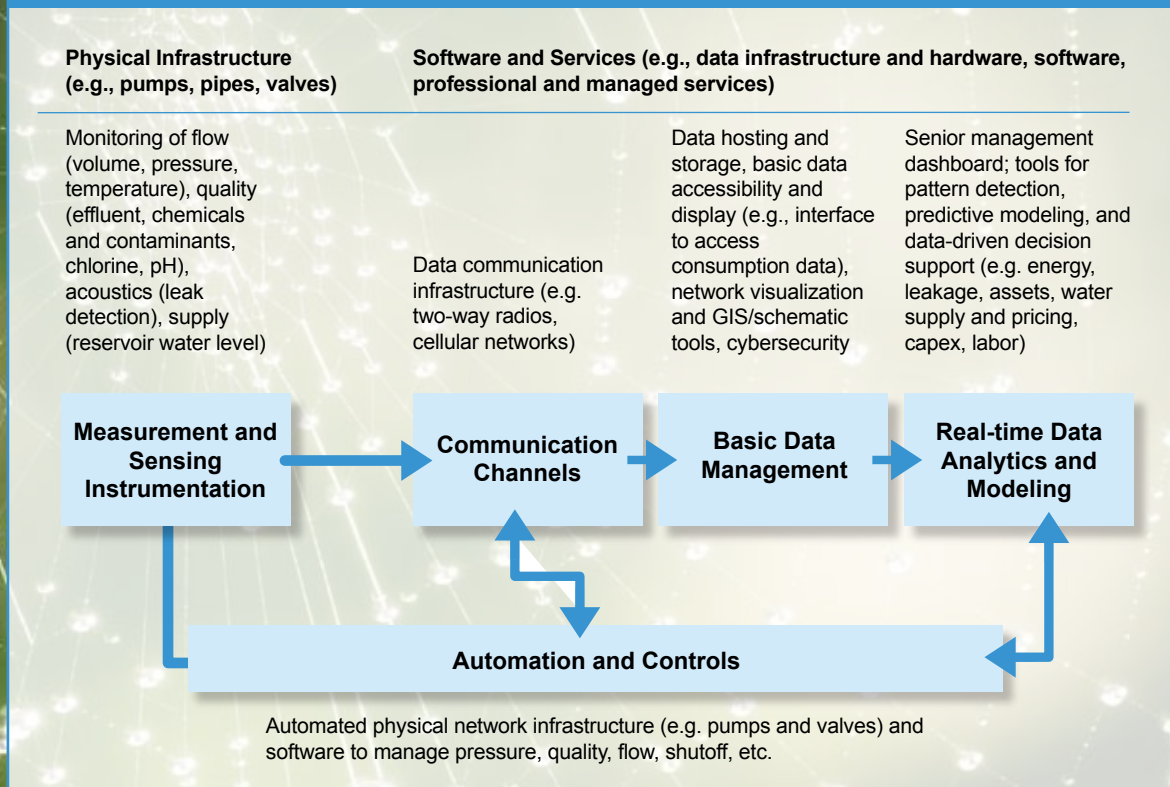 Physical Infrastructure
(e.g., pumps, pipes, valves)
Software and Services (e.g., data infrastructure and hardware, software,
professional and managed services)
Monitoring of flow
(volume, pressure,
temperature), quality
(effluent, chemicals
and contaminants,
chlorine, pH),
acoustics (leak
detection), supply
(reservoir water level)
Data communication
infrastructure (e.g.
two-way radios,
cellular networks)
Data hosting and
storage, basic data
accessibility and
display (e.g., interface
to access
consumption data),
network visualization
and GIS/schematic
tools, cybersecurity
Senior management
dashboard; tools for
pattern detection,
predictive modeling, and
data-driven decision
support (e.g. energy,
leakage, assets, water
supply and pricing,
capex, labor)
Measurement and
Sensing
Instrumentation
Communication
Channels
Basic Data
Management
Real-time Data
Analytics and
Modeling
Automation and Controls
Automated physical network infrastructure (e.g. pumps and valves) and
software to manage pressure, quality, flow, shutoff, etc.